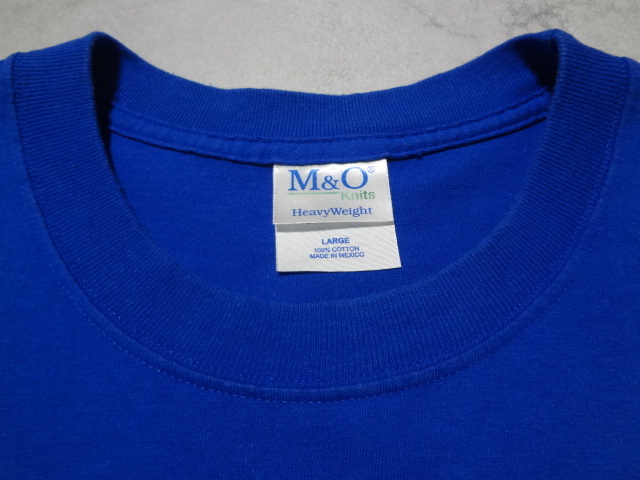 M&O®
Knits
HeavyWeight
LARGE
100% COTTON
MADE IN MEXICO